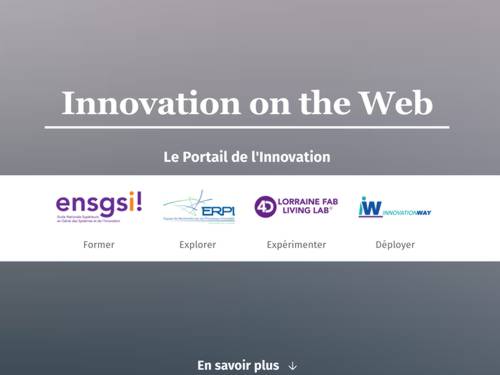 Innovation on the Web
Le Portail de l'Innovation
ensgsi!
École Nationale Supérieure
en Génie des Systèmes et de l'Innovation
ERPI
4D LORRAINE FAB
LIVING LAB®
iW INNOVATIONWAY
Former
Explorer
Expérimenter
Déployer
En savoir plus ↓